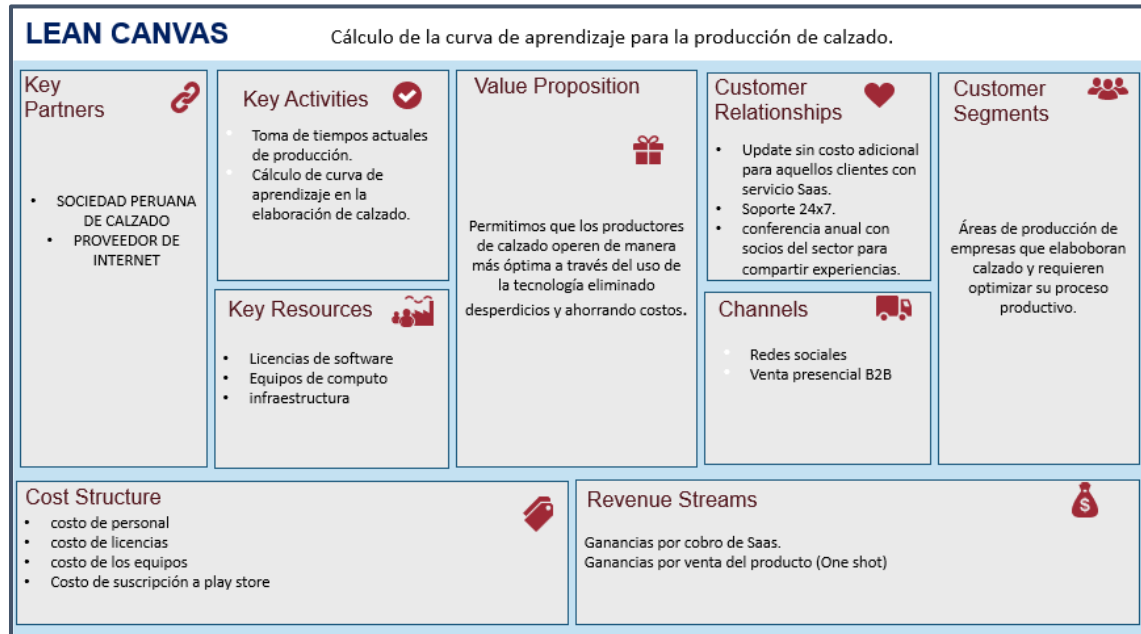 LEAN CANVAS
Cálculo de la curva de aprendizaje para la producción de calzado.
Key
Partners
• SOCIEDAD PERUANA
DE CALZADO
• PROVEEDOR DE
INTERNET
Key Activities
• Toma de tiempos actuales
de producción.
• Cálculo de curva de
aprendizaje en la
elaboración de calzado.
Key Resources
• Licencias de software
• Equipos de computo
• infraestructura
Value Proposition
Permitimos que los productores
de calzado operen de manera
más óptima a través del uso de
la tecnología eliminado
desperdicios y ahorrando costos.
Customer
Relationships
• Update sin costo adicional
para aquellos clientes con
servicio Saas.
• Soporte 24x7.
• conferencia anual con
socios del sector para
compartir experiencias.
Channels
• Redes sociales
• Venta presencial B2B
Customer
Segments
Áreas de producción de
empresas que elaboboran
calzado y requieren
optimizar su proceso
productivo.
Cost Structure
• costo de personal
• costo de licencias
• costo de los equipos
• Costo de suscripción a play store
Revenue Streams
$
Ganancias por cobro de Saas.
Ganancias por venta del producto (One shot)